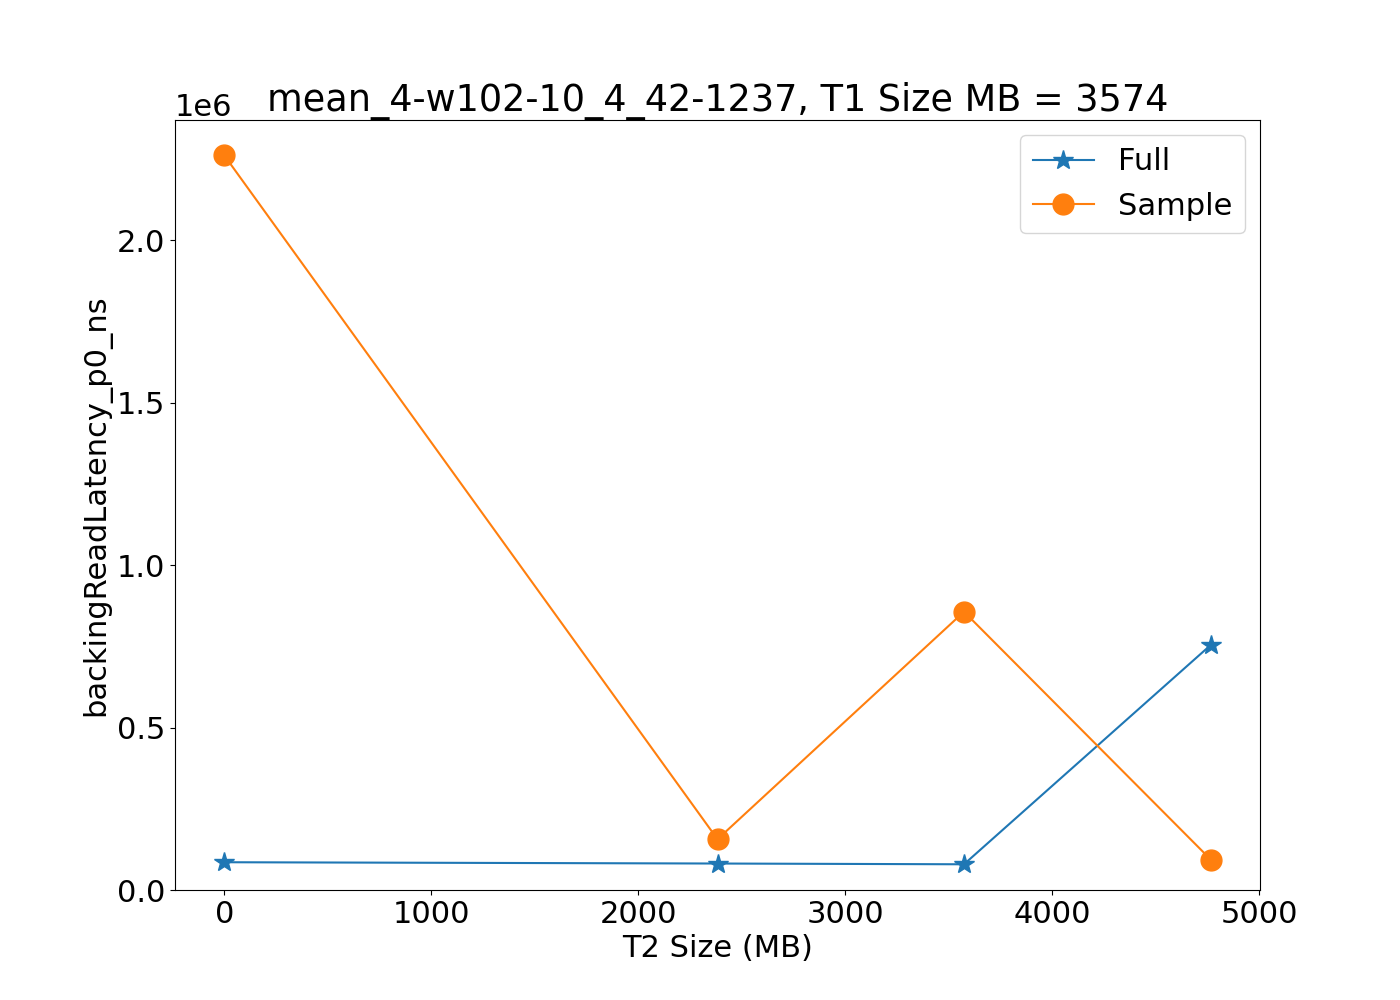 1e6
mean_4-w102-10_4_42-1237, T1 Size MB = 3574
Full
Sample
backingReadLatency_p0_ns
2.0
1.5
1.0
0.5
0.0
0 1000 2000 3000 4000 5000
T2 Size (MB)